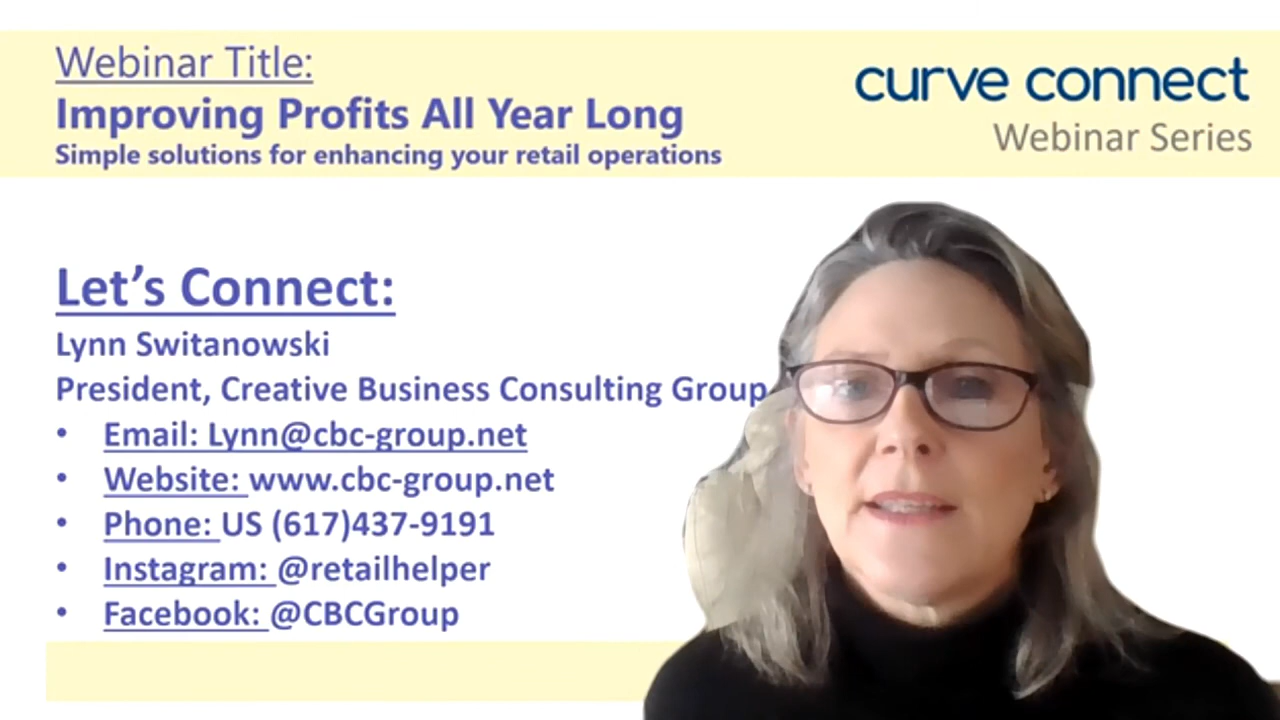 Webinar Title:
Improving Profits All Year Long
Simple solutions for enhancing your retail operations
curve connect
Webinar Series
Let's Connect:
Lynn Switanowski
President, Creative Business Consulting Group
• Email: Lynn@cbc-group.net
• Website: www.cbc-group.net
• Phone: US (617)437-9191
• Instagram: @retailhelper
• Facebook: @CBCGroup